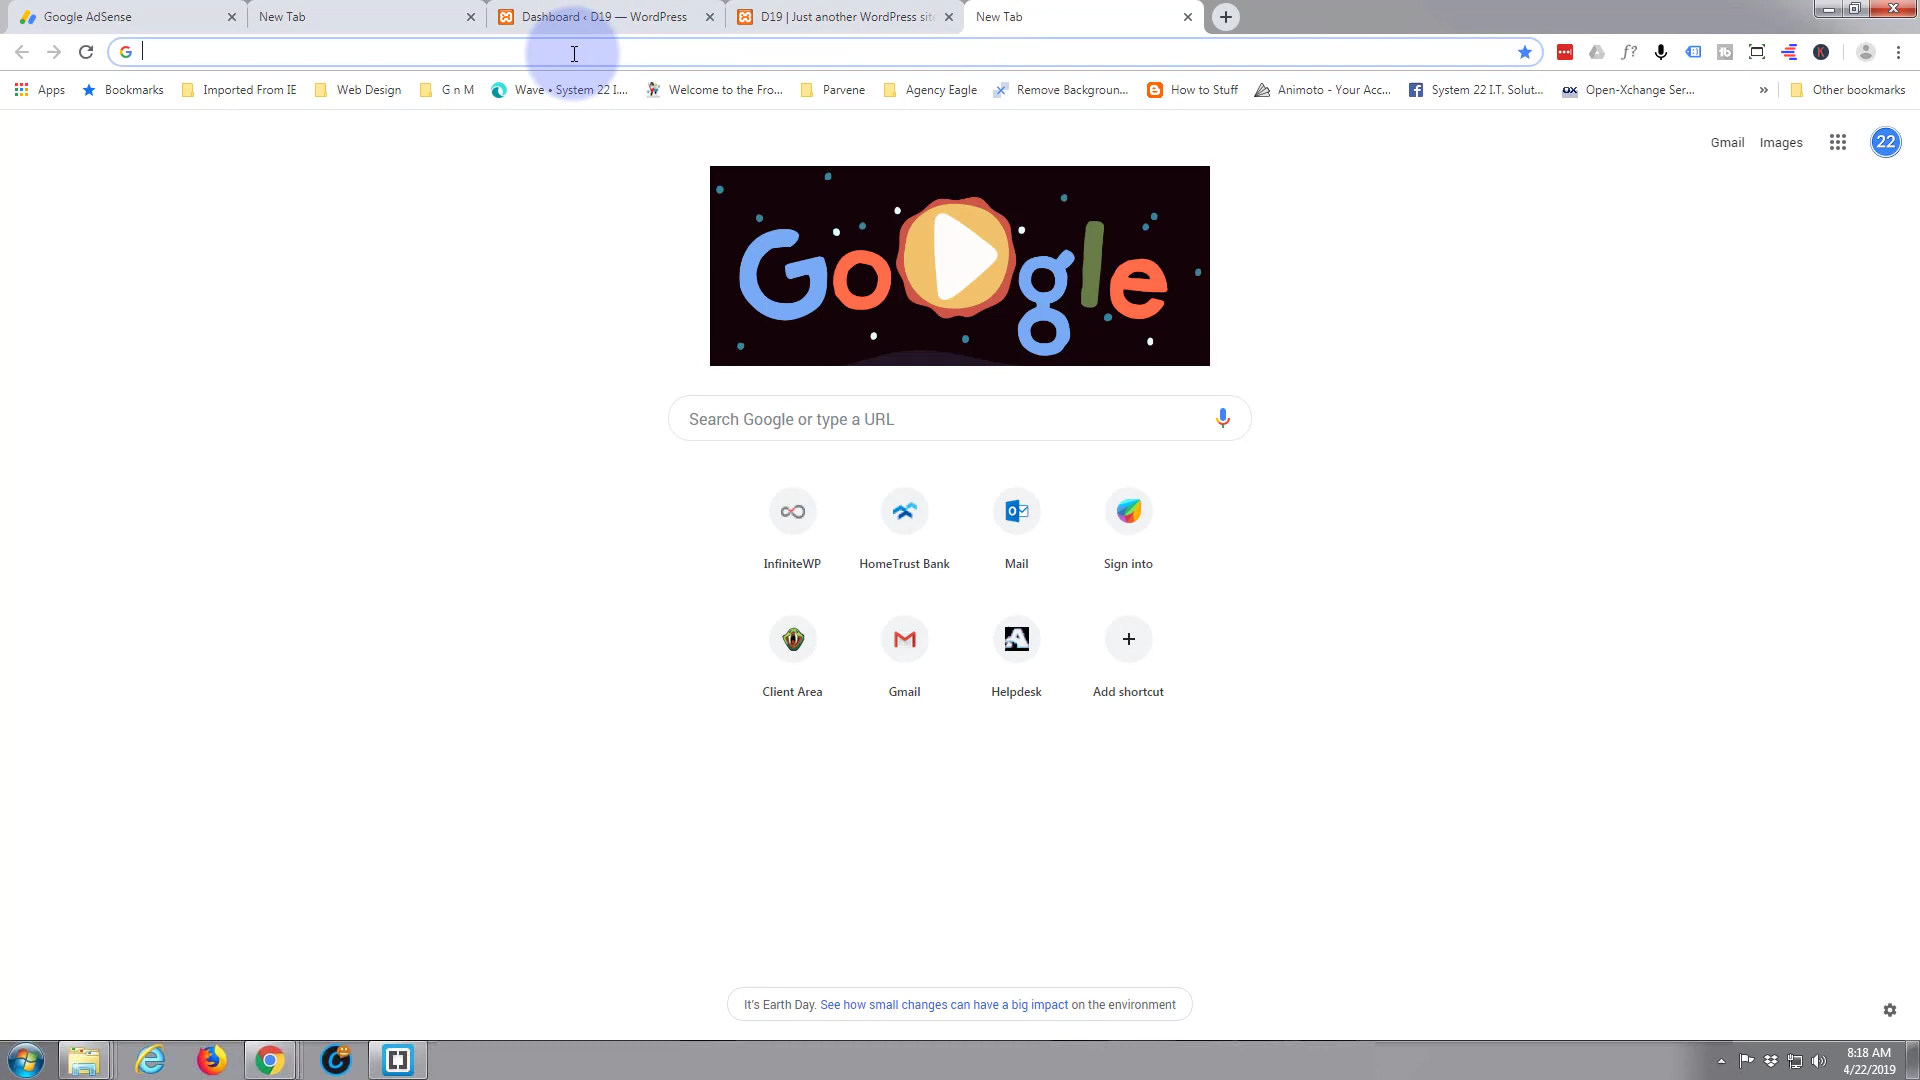 Google AdSense
New Tab
Dashboard ‹ D19 — WordPress
D19 | Just another WordPress site
New Tab
Apps
Bookmarks
Imported From IE
Web Design
G n M
Wave • System 22 I....
Welcome to the Fro...
Parvene
Agency Eagle
Remove Backgroun...
How to Stuff
Animoto - Your Acc...
System 22 I.T. Solut...
OX
Open-Xchange Ser...
»
Other bookmarks
Gmail
Images
22
Google
Search Google or type a URL
InfiniteWP
HomeTrust Bank
Mail
Sign into
Client Area
Gmail
Helpdesk
Add shortcut
It's Earth Day. See how small changes can have a big impact on the environment
8:18 AM
4/22/2019